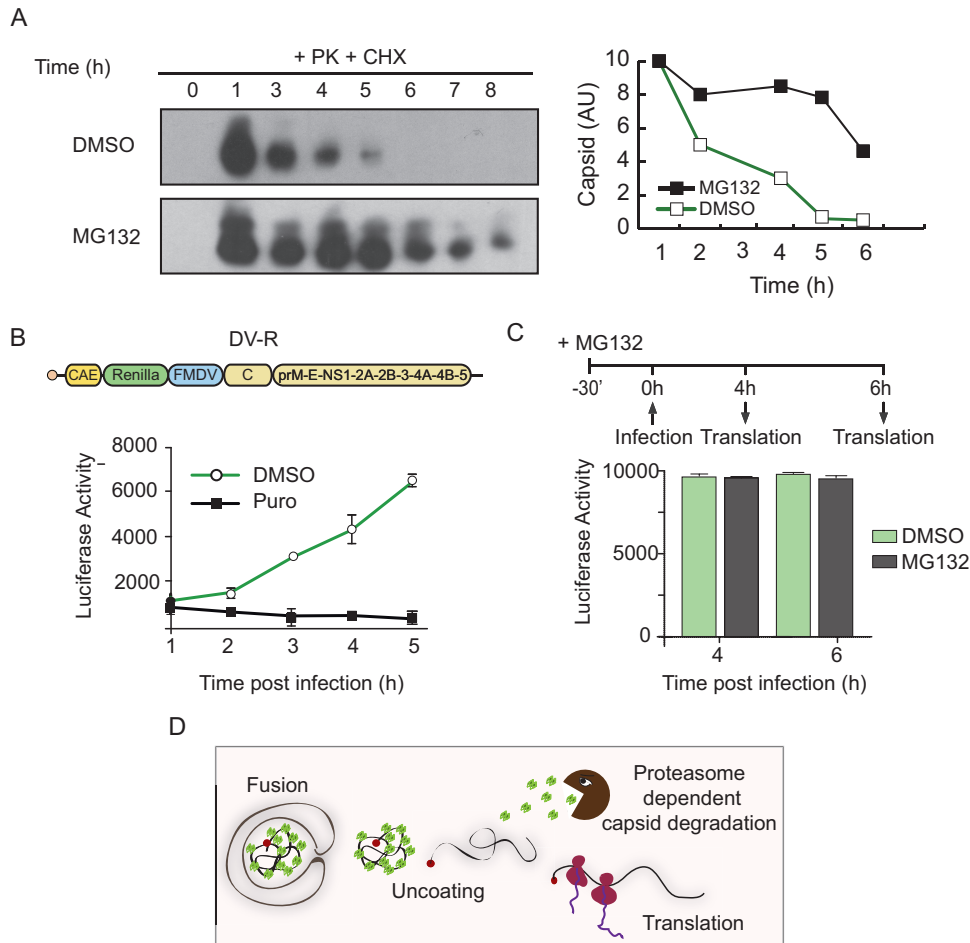 A
+ PK + CHX
Time (h)
0 1 3 4 5 6 7 8
DMSO
MG132
Capsid (AU)
10
8
6
4
2
0
MG132
DMSO
1 2 3 4 5 6
Time (h)
B
DV-R
CAE Renilla FMDV C prM-E-NS1-2A-2B-3-4A-4B-5
Luciferase Activity
8000
6000
4000
2000
DMSO
Puro
1 2 3 4 5
Time post infection (h)
C
+ MG132
-30' 0h 4h 6h
Infection Translation Translation
Luciferase Activity
10000
10000
0
DMSO
MG132
4 6
Time post infection (h)
D
Fusion
Uncoating
Proteasome
dependent
capsid degradation
Translation